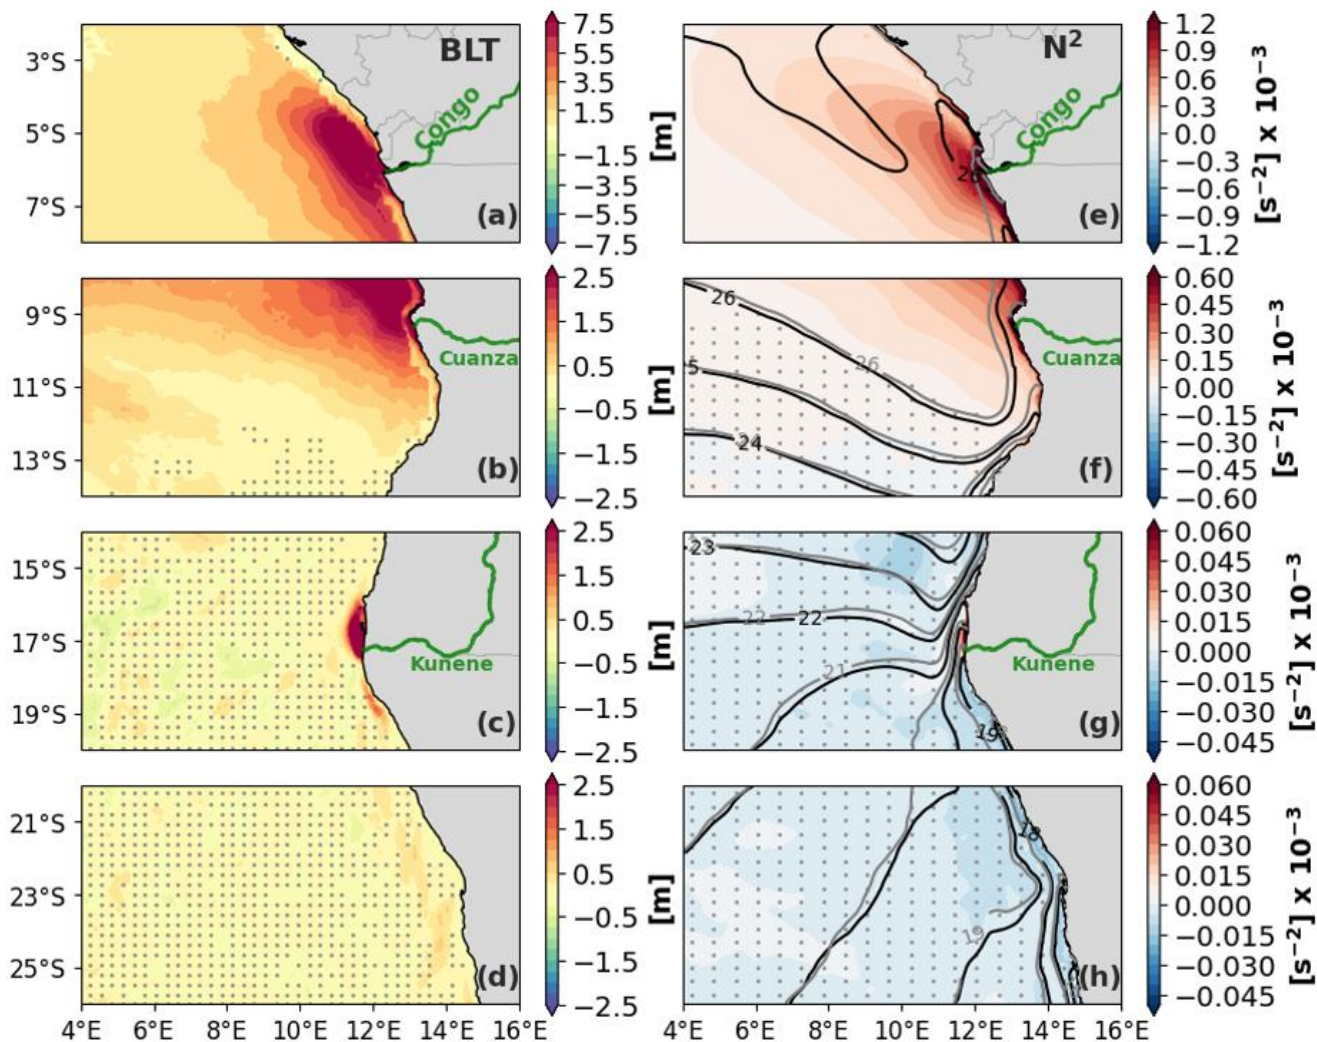 BLT
Congo
(a)
3°S
5°S
7°S
7.5
5.5
3.5
1.5
−1.5
−3.5
−5.5
−7.5
[m]
N²
Congo
26
(e)
1.2
0.9
0.6
0.3
0.0
−0.3
−0.6
−0.9
−1.2
[s⁻²] x 10⁻³
9°S
11°S
13°S
Cuanza
(b)
2.5
1.5
0.5
−0.5
−1.5
−2.5
[m]
26
26
5
24
Cuanza
(f)
0.60
0.45
0.30
0.15
0.00
−0.15
−0.30
−0.45
−0.60
[s⁻²] x 10⁻³
15°S
17°S
19°S
Kunene
(c)
2.5
1.5
0.5
−0.5
−1.5
−2.5
[m]
23
22
22
21
19
Kunene
(g)
0.060
0.045
0.030
0.015
0.000
−0.015
−0.030
−0.045
[s⁻²] x 10⁻³
21°S
23°S
25°S
(d)
2.5
1.5
0.5
−0.5
−1.5
−2.5
[m]
18
19
(h)
0.060
0.045
0.030
0.015
0.000
−0.015
−0.030
−0.045
[s⁻²] x 10⁻³
4°E 6°E 8°E 10°E 12°E 14°E 16°E
4°E 6°E 8°E 10°E 12°E 14°E 16°E